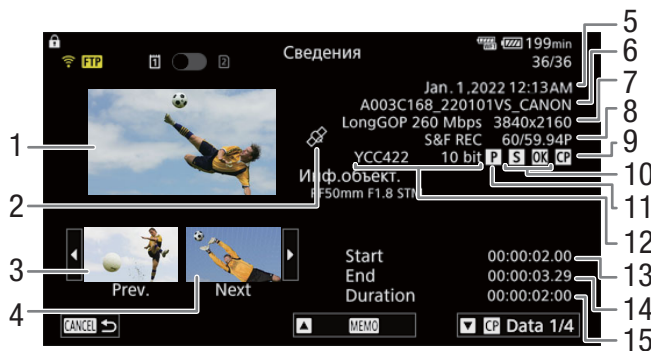 199min
FTP
1
2
Сведения
36/36
Jan. 1,2022 12:13AM
A003C168_220101VS_CANON
LongGOP 260 Mbps 3840x2160
S&F REC 60/59.94P
YCC422 10 bit P S OK CP
Инф.объект.
RF50mm F1.8 STM
Prev.
Next
Start 00:00:02.00
End 00:00:03.29
Duration 00:00:02:00
CANCEL
MEMO
CP Data 1/4
1
2
3
4
5
6
7
8
9
10
11
12
13
14
15